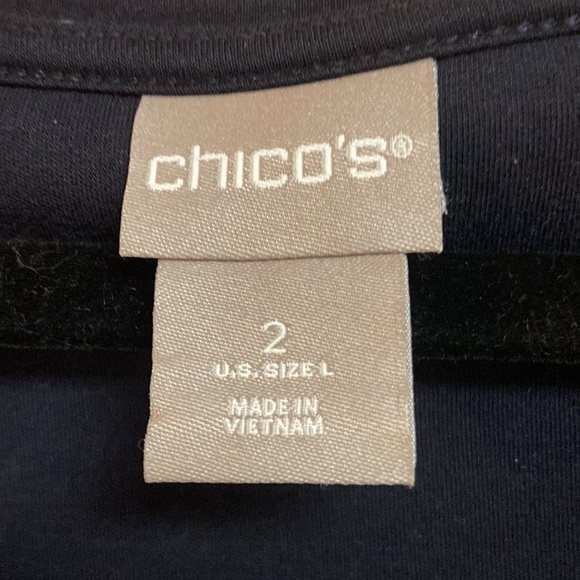 chico's®
2
U.S. SIZE L
MADE IN
VIETNAM